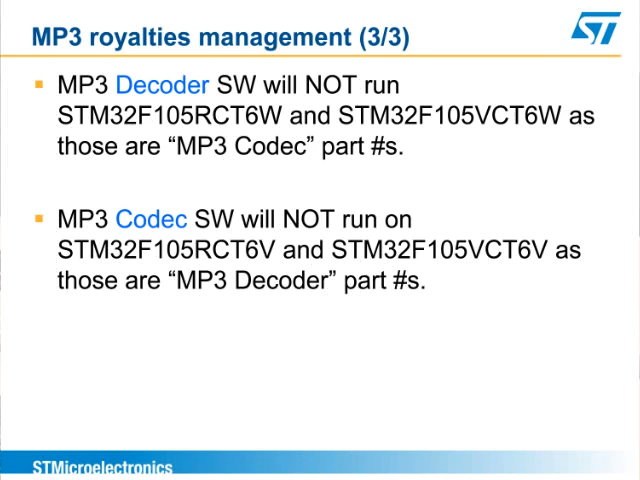 MP3 royalties management (3/3)
ST
MP3 Decoder SW will NOT run
STM32F105RCT6W and STM32F105VCT6W as
those are “MP3 Codec” part #s.
MP3 Codec SW will NOT run on
STM32F105RCT6V and STM32F105VCT6V as
those are “MP3 Decoder” part #s.
STMicroelectronics